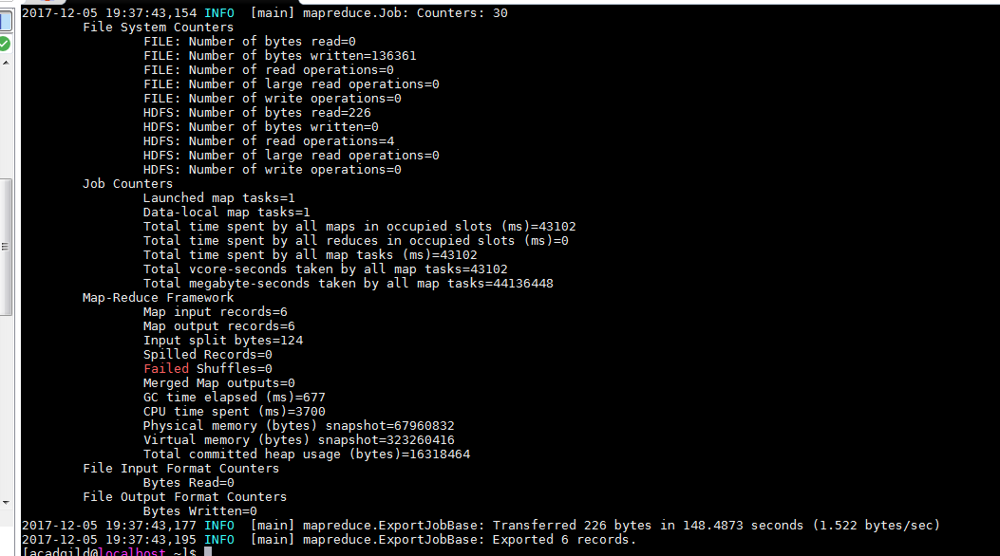 2017-12-05 19:37:43,154 INFO  [main] mapreduce.Job: Counters: 30
File System Counters
FILE: Number of bytes read=0
FILE: Number of bytes written=136361
FILE: Number of read operations=0
FILE: Number of large read operations=0
FILE: Number of write operations=0
HDFS: Number of bytes read=226
HDFS: Number of bytes written=0
HDFS: Number of read operations=4
HDFS: Number of large read operations=0
HDFS: Number of write operations=0
Job Counters
Launched map tasks=1
Data-local map tasks=1
Total time spent by all maps in occupied slots (ms)=43102
Total time spent by all reduces in occupied slots (ms)=0
Total time spent by all map tasks (ms)=43102
Total vcore-seconds taken by all map tasks=43102
Total megabyte-seconds taken by all map tasks=44136448
Map-Reduce Framework
Map input records=6
Map output records=6
Input split bytes=124
Spilled Records=0
Failed Shuffles=0
Merged Map outputs=0
GC time elapsed (ms)=677
CPU time spent (ms)=3700
Physical memory (bytes) snapshot=67960832
Virtual memory (bytes) snapshot=323260416
Total committed heap usage (bytes)=16318464
File Input Format Counters
Bytes Read=0
File Output Format Counters
Bytes Written=0
2017-12-05 19:37:43,177 INFO  [main] mapreduce.ExportJobBase: Transferred 226 bytes in 148.4873 seconds (1.522 bytes/sec)
2017-12-05 19:37:43,195 INFO  [main] mapreduce.ExportJobBase: Exported 6 records.
[acadgild@localhost ~]$